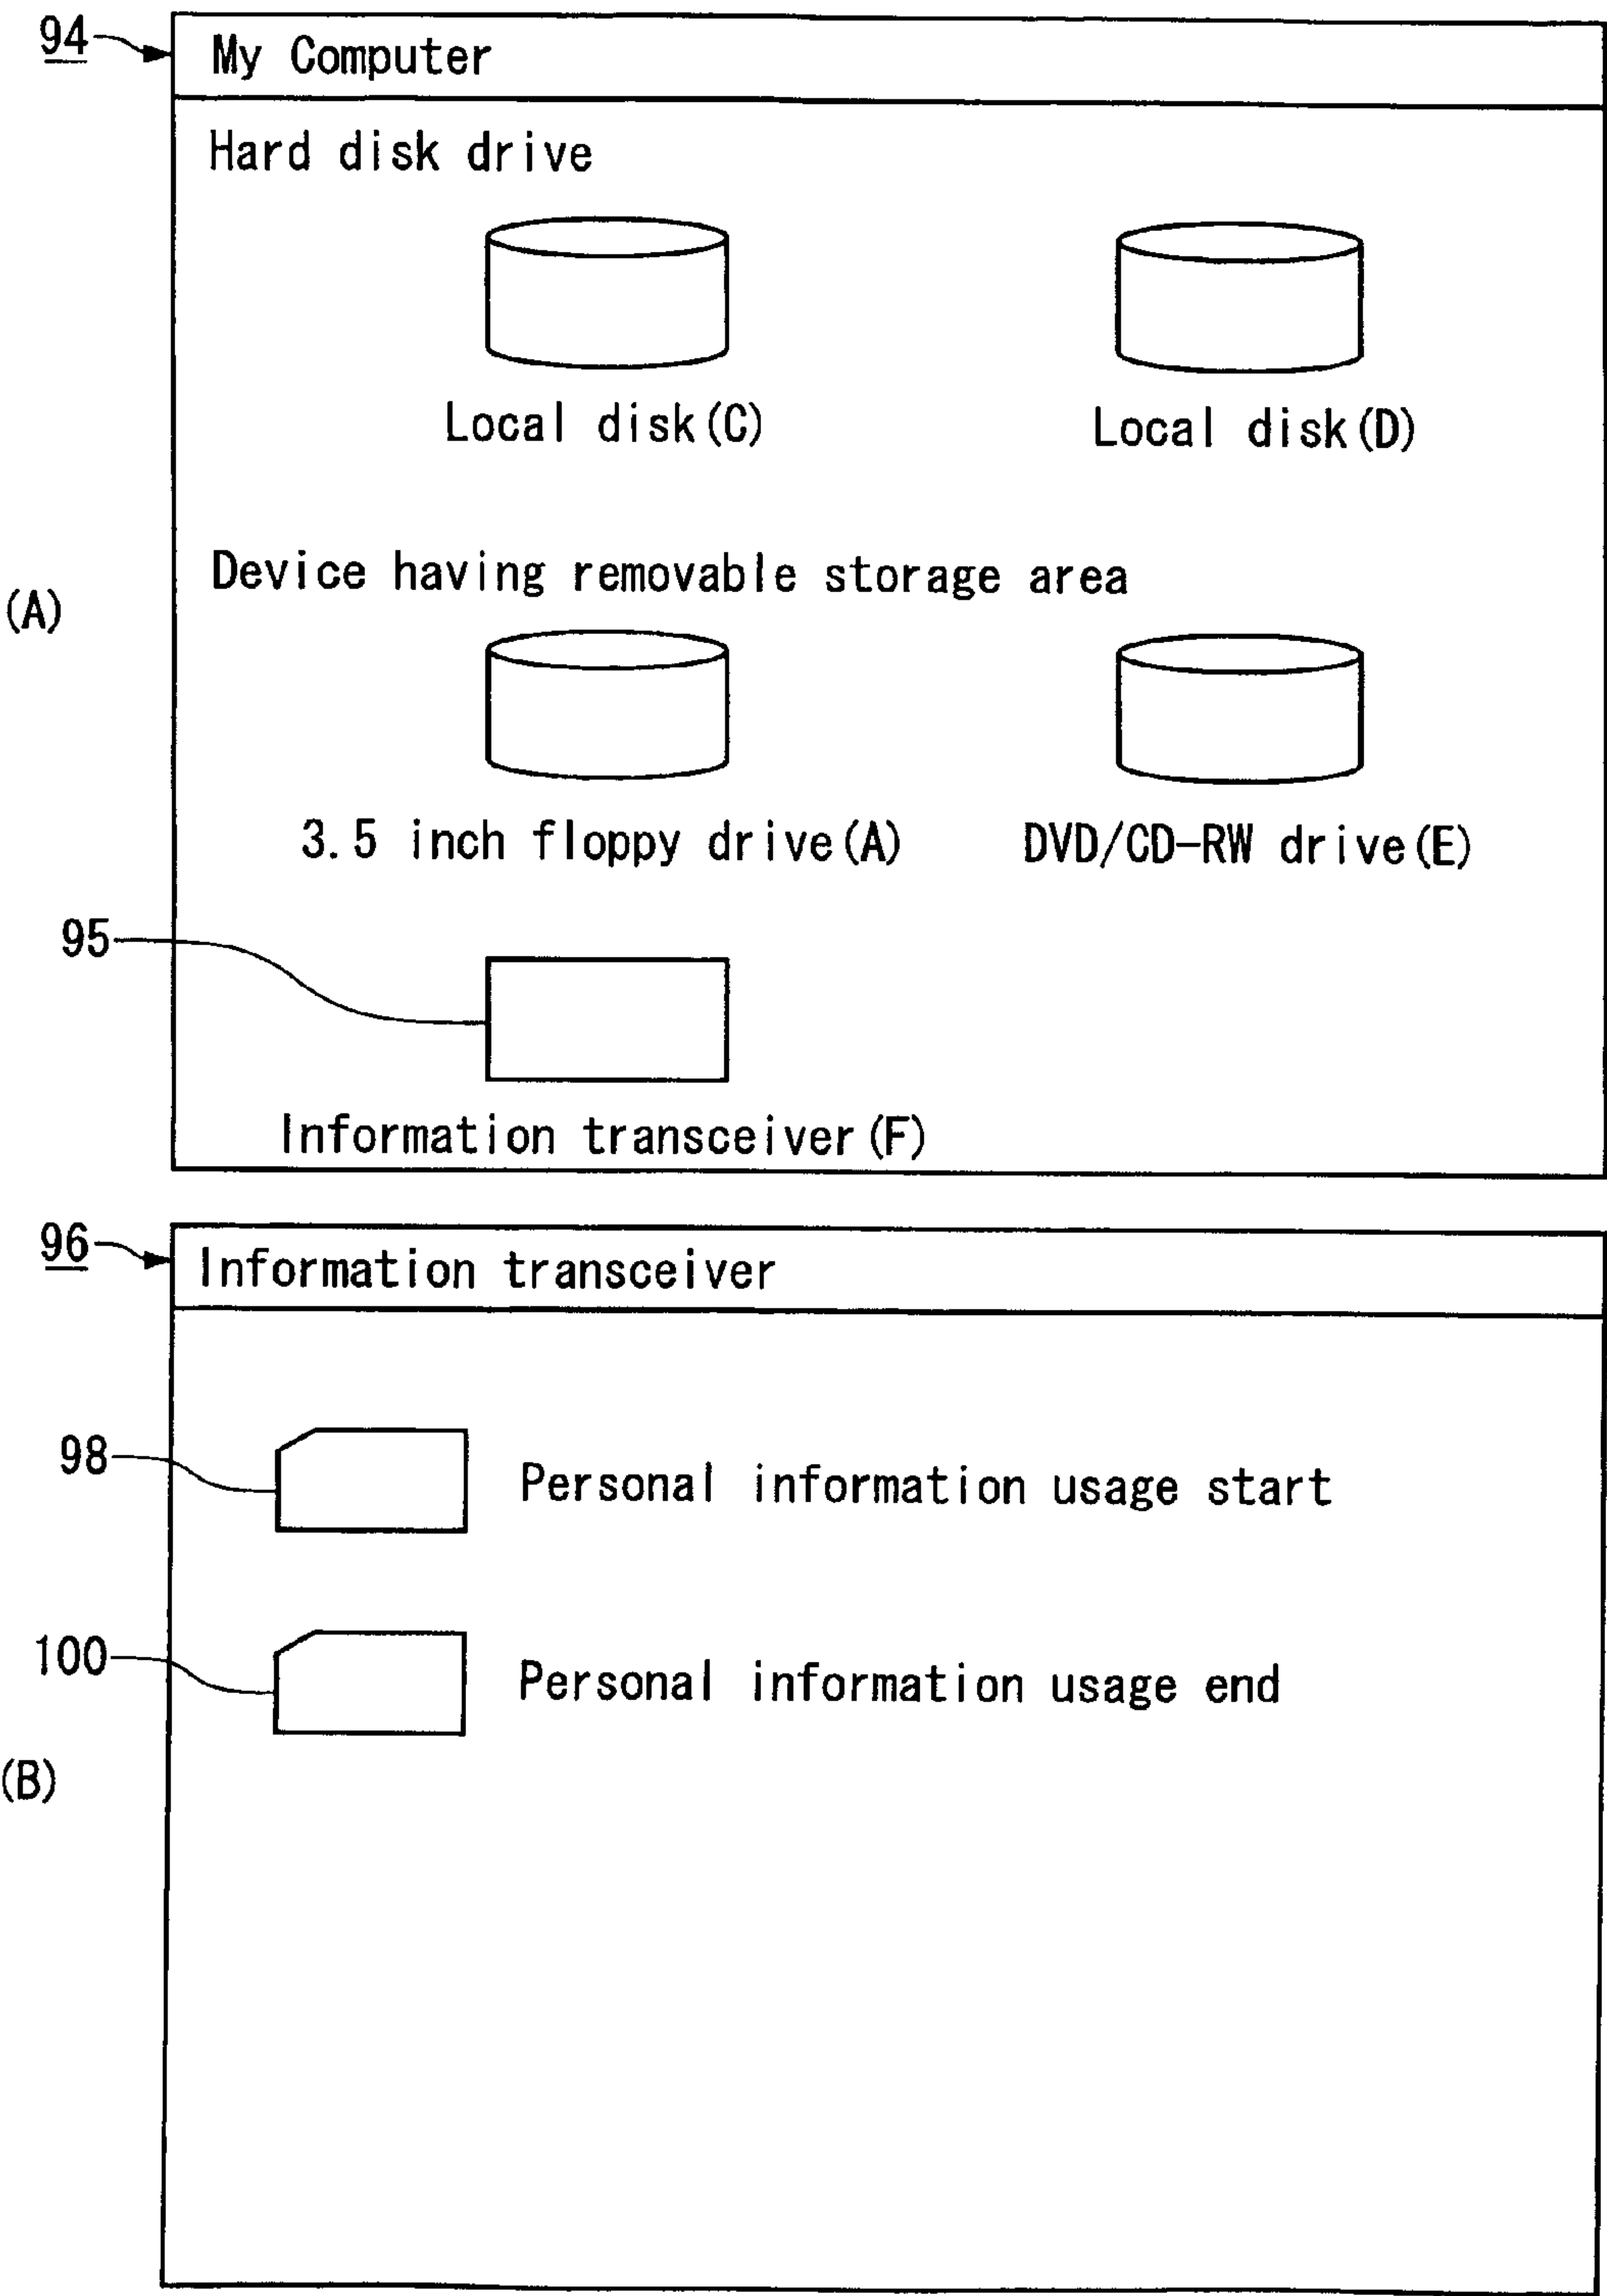 94
My Computer
Hard disk drive
Local disk(C)
Local disk(D)
Device having removable storage area
(A)
3.5 inch floppy drive(A)
DVD/CD-RW drive(E)
95
Information transceiver(F)
96
Information transceiver
98
Personal information usage start
100
Personal information usage end
(B)